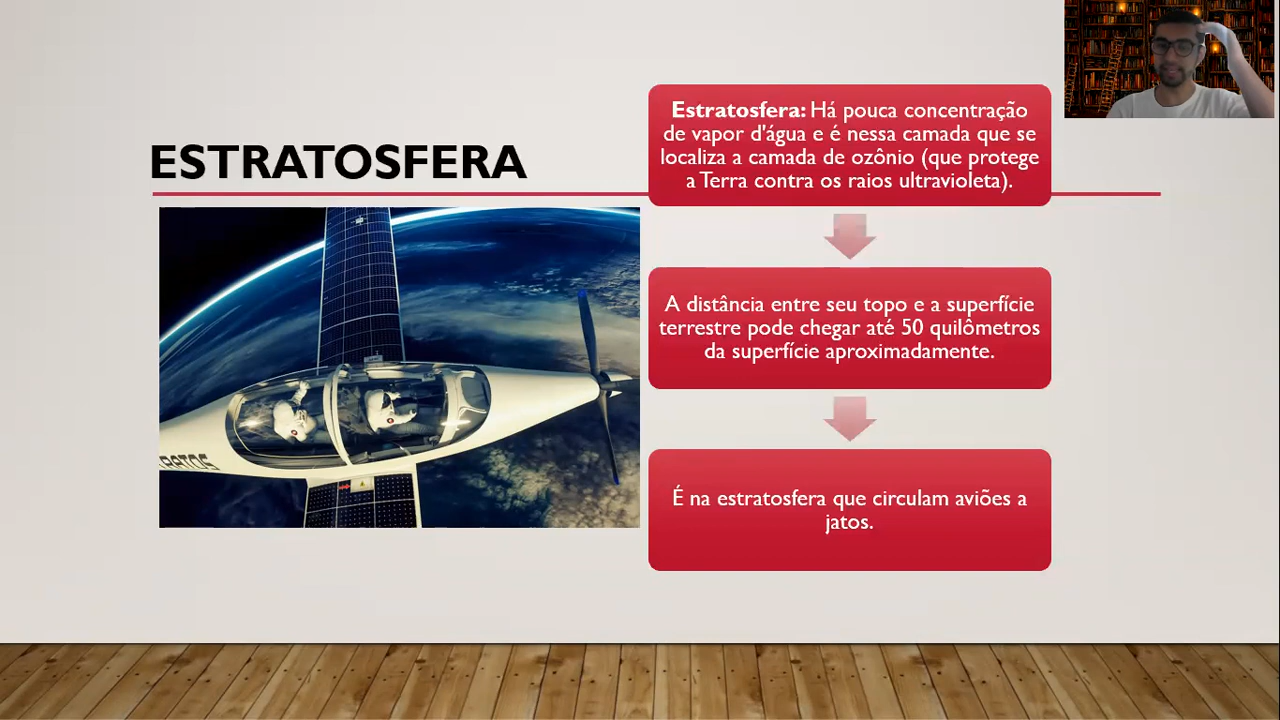 ESTRATOSFERA
Estratosfera: Há pouca concentração
de vapor d'água e é nessa camada que se
localiza a camada de ozônio (que protege
a Terra contra os raios ultravioleta).
A distância entre seu topo e a superfície
terrestre pode chegar até 50 quilômetros
da superfície aproximadamente.
É na estratosfera que circulam aviões a
jatos.